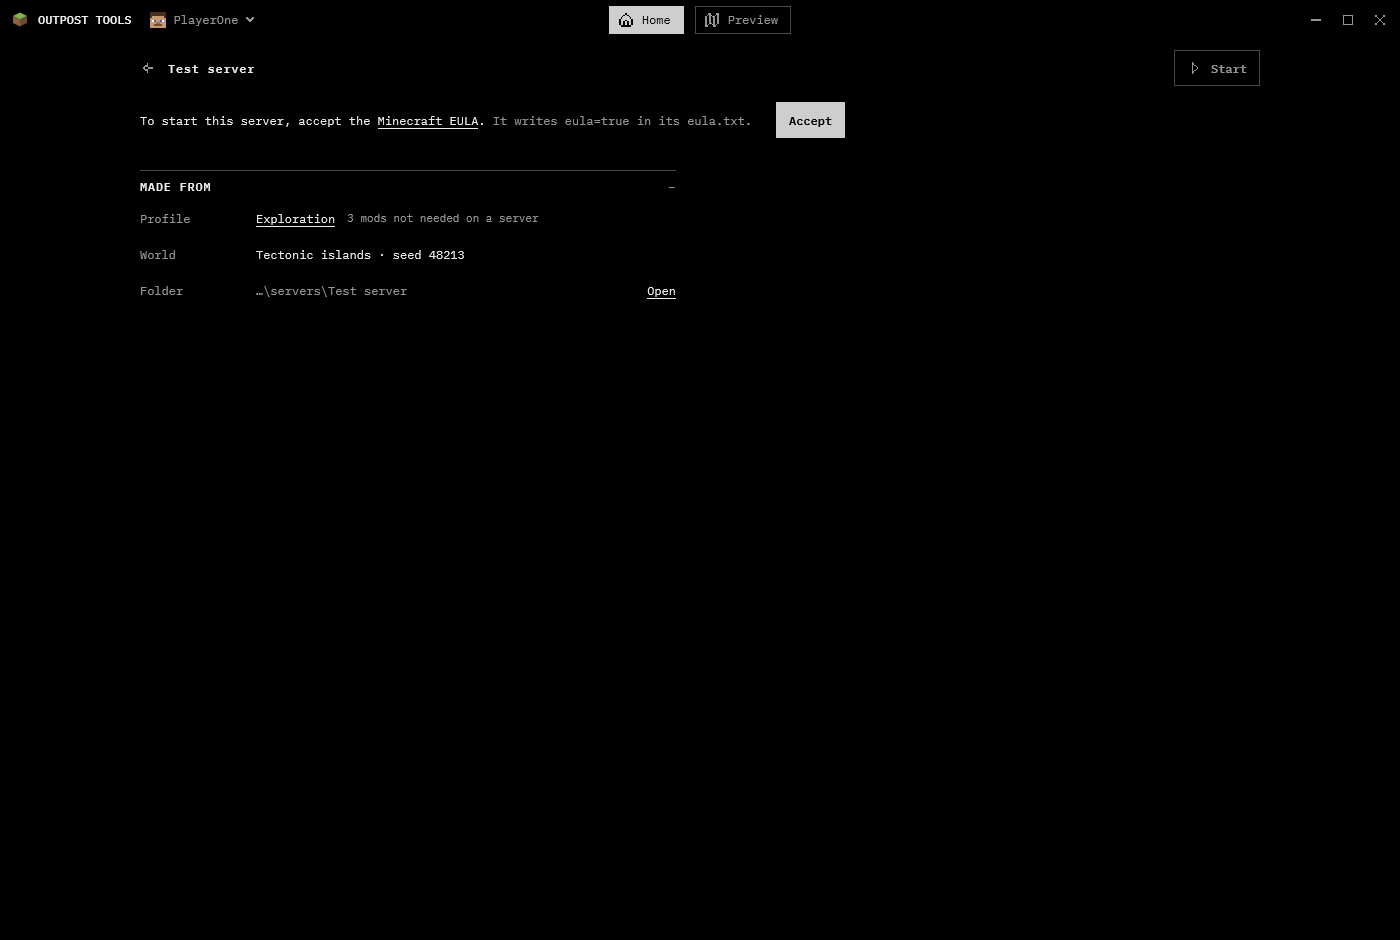 OUTPOST TOOLS PlayerOne Home Preview
Test server Start
To start this server, accept the Minecraft EULA. It writes eula=true in its eula.txt. Accept
MADE FROM –
Profile Exploration 3 mods not needed on a server
World Tectonic islands · seed 48213
Folder …\servers\Test server Open